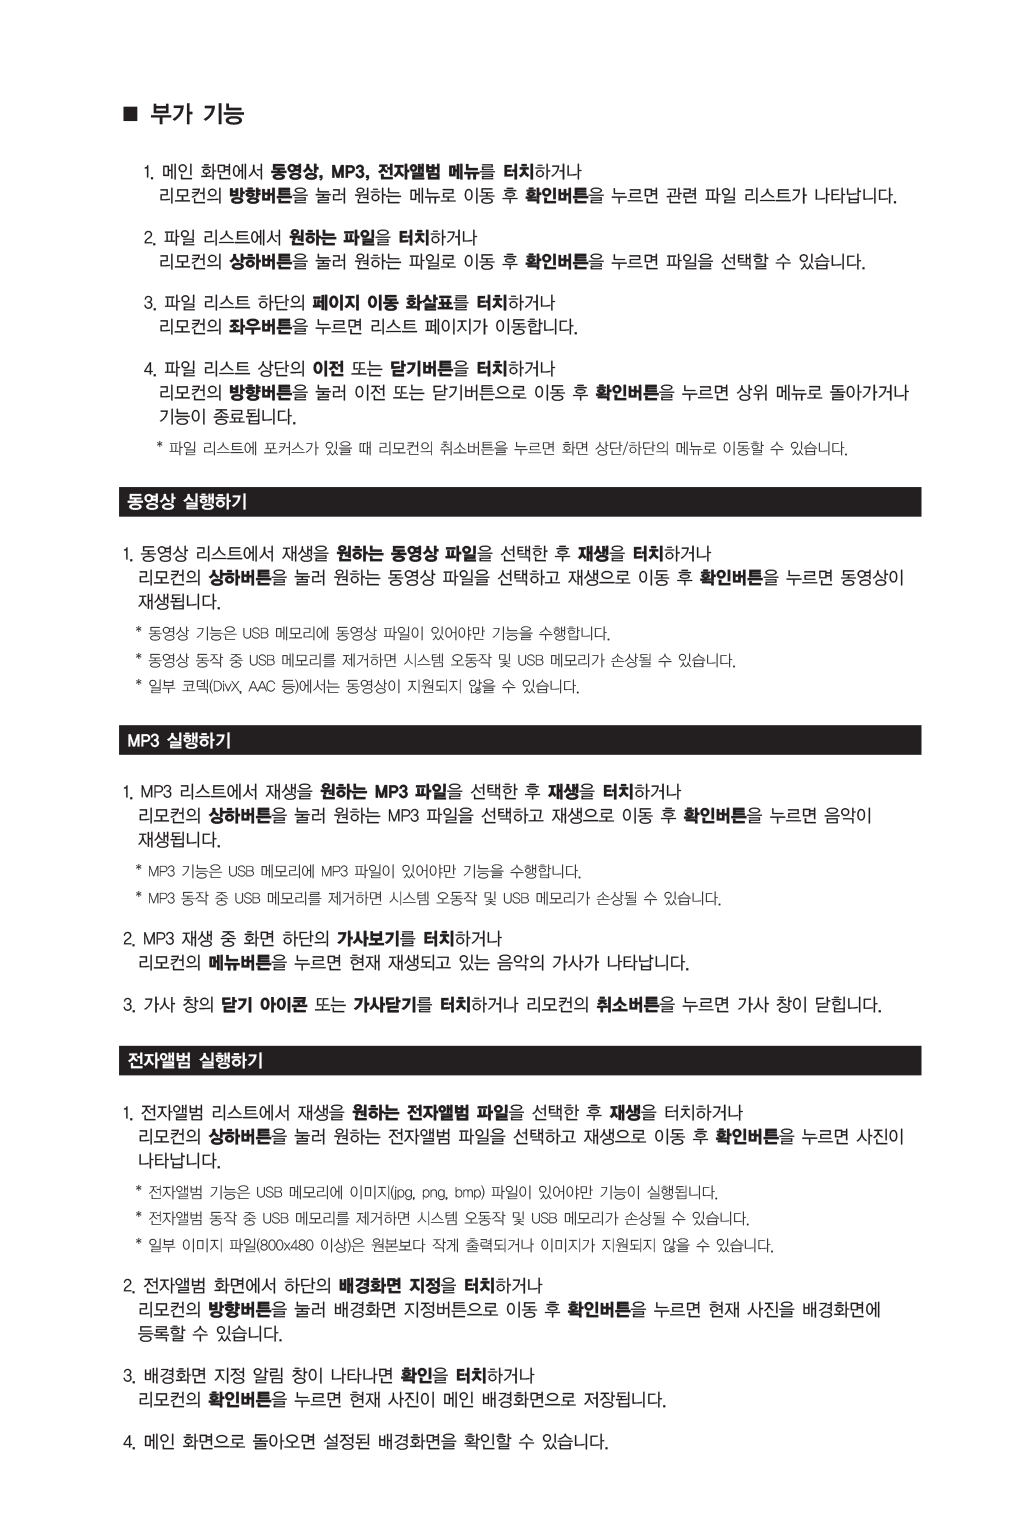 ■ 부가 기능
1. 메인 화면에서 동영상, MP3, 전자앨범 메뉴를 터치하거나
리모컨의 방향버튼을 눌러 원하는 메뉴로 이동 후 확인버튼을 누르면 관련 파일 리스트가 나타납니다.
2. 파일 리스트에서 원하는 파일을 터치하거나
리모컨의 상하버튼을 눌러 원하는 파일로 이동 후 확인버튼을 누르면 파일을 선택할 수 있습니다.
3. 파일 리스트 하단의 페이지 이동 화살표를 터치하거나
리모컨의 좌우버튼을 누르면 리스트 페이지가 이동합니다.
4. 파일 리스트 상단의 이전 또는 닫기버튼을 터치하거나
리모컨의 방향버튼을 눌러 이전 또는 닫기버튼으로 이동 후 확인버튼을 누르면 상위 메뉴로 돌아가거나
기능이 종료됩니다.
* 파일 리스트에 포커스가 있을 때 리모컨의 취소버튼을 누르면 화면 상단/하단의 메뉴로 이동할 수 있습니다.
동영상 실행하기
1. 동영상 리스트에서 재생을 원하는 동영상 파일을 선택한 후 재생을 터치하거나
리모컨의 상하버튼을 눌러 원하는 동영상 파일을 선택하고 재생으로 이동 후 확인버튼을 누르면 동영상이
재생됩니다.
* 동영상 기능은 USB 메모리에 동영상 파일이 있어야만 기능을 수행합니다.
* 동영상 동작 중 USB 메모리를 제거하면 시스템 오동작 및 USB 메모리가 손상될 수 있습니다.
* 일부 코덱(DivX, AAC 등)에서는 동영상이 지원되지 않을 수 있습니다.
MP3 실행하기
1. MP3 리스트에서 재생을 원하는 MP3 파일을 선택한 후 재생을 터치하거나
리모컨의 상하버튼을 눌러 원하는 MP3 파일을 선택하고 재생으로 이동 후 확인버튼을 누르면 음악이
재생됩니다.
* MP3 기능은 USB 메모리에 MP3 파일이 있어야만 기능을 수행합니다.
* MP3 동작 중 USB 메모리를 제거하면 시스템 오동작 및 USB 메모리가 손상될 수 있습니다.
2. MP3 재생 중 화면 하단의 가사보기를 터치하거나
리모컨의 메뉴버튼을 누르면 현재 재생되고 있는 음악의 가사가 나타납니다.
3. 가사 창의 닫기 아이콘 또는 가사닫기를 터치하거나 리모컨의 취소버튼을 누르면 가사 창이 닫힙니다.
전자앨범 실행하기
1. 전자앨범 리스트에서 재생을 원하는 전자앨범 파일을 선택한 후 재생을 터치하거나
리모컨의 상하버튼을 눌러 원하는 전자앨범 파일을 선택하고 재생으로 이동 후 확인버튼을 누르면 사진이
나타납니다.
* 전자앨범 기능은 USB 메모리에 이미지(jpg, png, bmp) 파일이 있어야만 기능이 실행됩니다.
* 전자앨범 동작 중 USB 메모리를 제거하면 시스템 오동작 및 USB 메모리가 손상될 수 있습니다.
* 일부 이미지 파일(800x480 이상)은 원본보다 작게 출력되거나 이미지가 지원되지 않을 수 있습니다.
2. 전자앨범 화면에서 하단의 배경화면 지정을 터치하거나
리모컨의 방향버튼을 눌러 배경화면 지정버튼으로 이동 후 확인버튼을 누르면 현재 사진을 배경화면에
등록할 수 있습니다.
3. 배경화면 지정 알림 창이 나타나면 확인을 터치하거나
리모컨의 확인버튼을 누르면 현재 사진이 메인 배경화면으로 저장됩니다.
4. 메인 화면으로 돌아오면 설정된 배경화면을 확인할 수 있습니다.